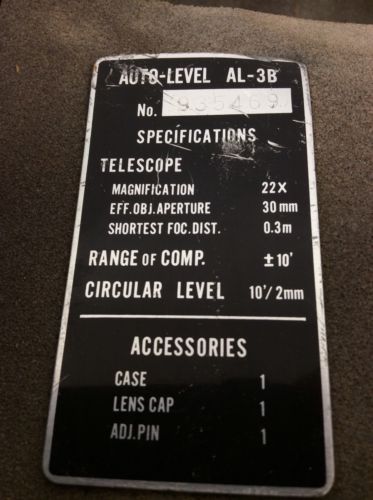 AUTO-LEVEL AL-3B
No. 935469
SPECIFICATIONS
TELESCOPE
MAGNIFICATION 22X
EFF.OBJ.APERTURE 30mm
SHORTEST FOC.DIST. 0.3m
RANGE OF COMP. ±10'
CIRCULAR LEVEL 10'/2mm
ACCESSORIES
CASE 1
LENS CAP 1
ADJ.PIN 1